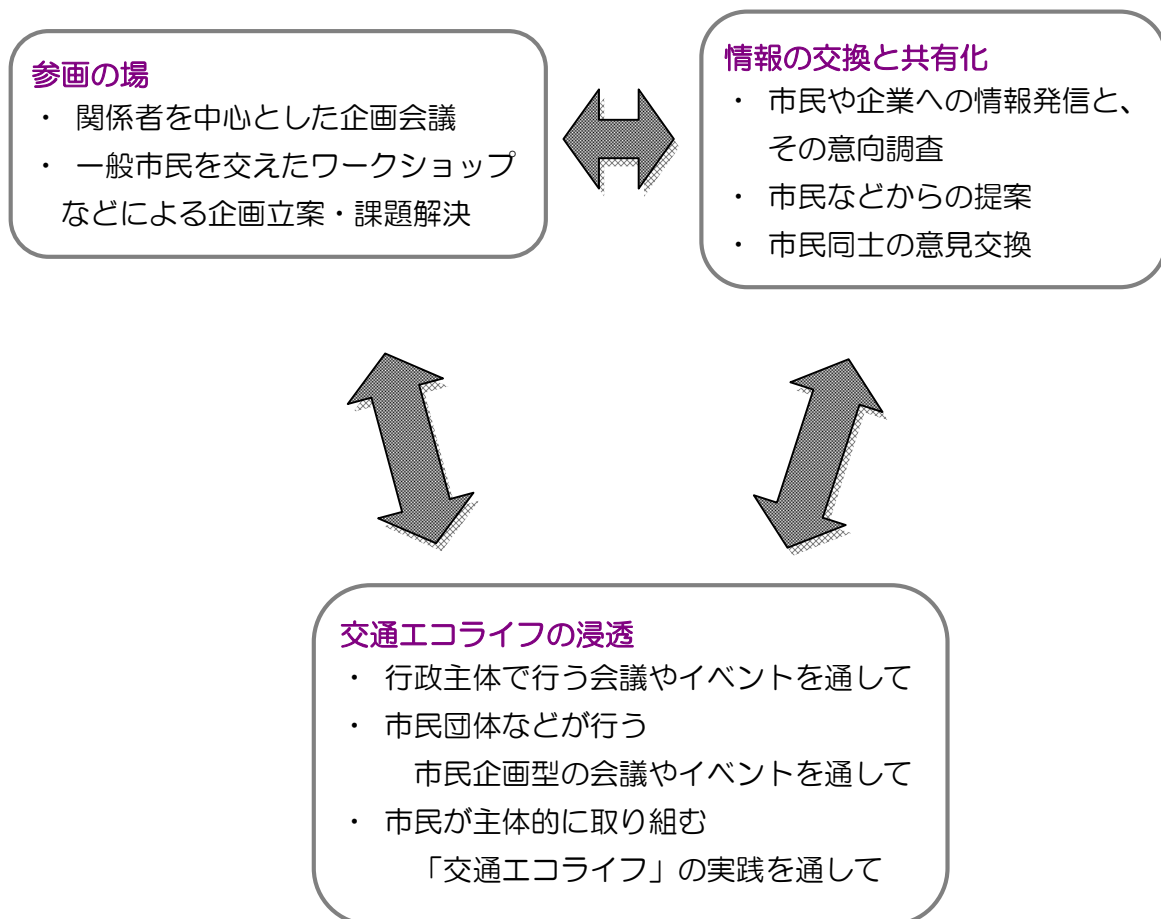 参画の場
・ 関係者を中心とした企画会議
・ 一般市民を交えたワークショップ
などによる企画立案・課題解決
情報の交換と共有化
・ 市民や企業への情報発信と、
その意向調査
・ 市民などからの提案
・ 市民同士の意見交換
交通エコライフの浸透
・ 行政主体で行う会議やイベントを通して
・ 市民団体などが行う
市民企画型の会議やイベントを通して
・ 市民が主体的に取り組む
「交通エコライフ」の実践を通して